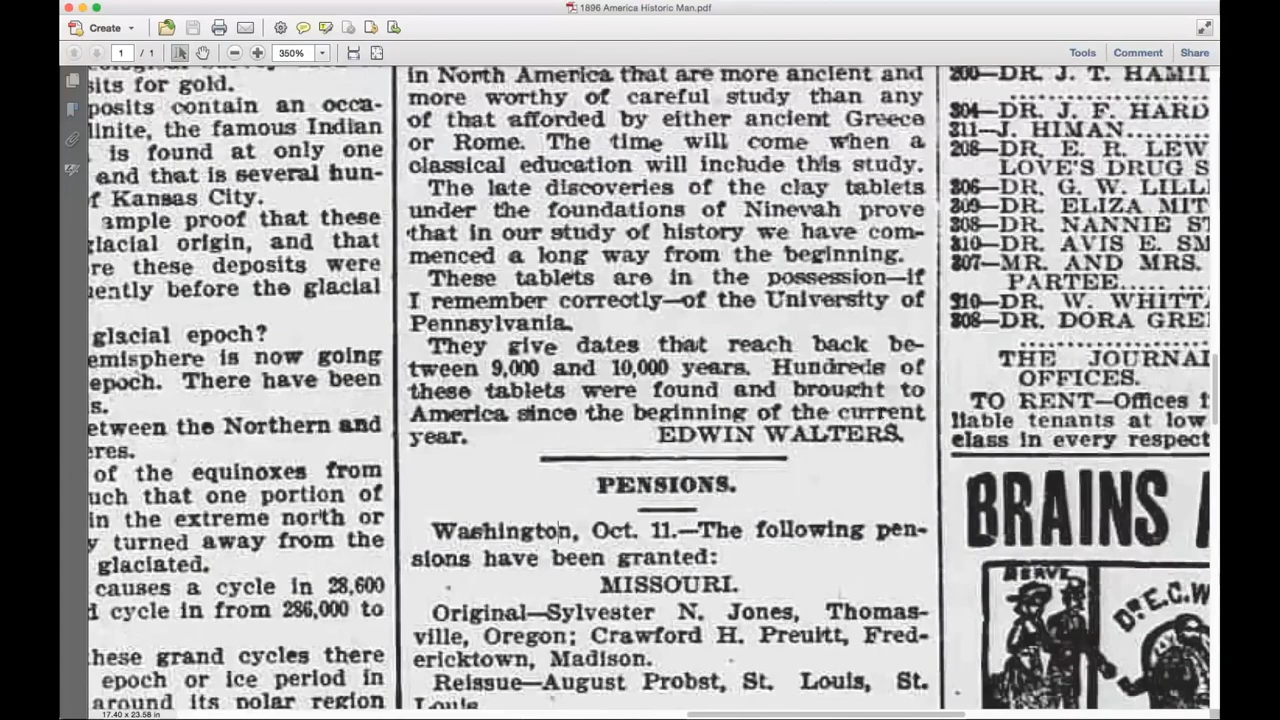 1896 America Historic Man.pdf
Create
1 / 1
350%
Tools Comment Share
sits for gold.
posits contain an occa-
linite, the famous Indian
is found at only one
and that is several hun-
f Kansas City.
ample proof that these
glacial origin, and that
re these deposits were
uently before the glacial
glacial epoch?
emisphere is now going
epoch. There have been
s.
etween the Northern and
eres.
of the equinoxes from
uch that one portion of
in the extreme north or
y turned away from the
glaciated.
causes a cycle in 28,600
d cycle in from 286,000 to
hese grand cycles there
epoch or ice period in
around its polar region
in North America that are more ancient and
more worthy of careful study than any
of that afforded by either ancient Greece
or Rome. The time will come when a
classical education will include this study.
The late discoveries of the clay tablets
under the foundations of Ninevah prove
that in our study of history we have com-
menced a long way from the beginning.
These tablets are in the possession—if
I remember correctly—of the University of
Pennsylvania.
They give dates that reach back be-
tween 9,000 and 10,000 years. Hundreds of
these tablets were found and brought to
America since the beginning of the current
year. EDWIN WALTERS.
PENSIONS.
Washington, Oct. 11.—The following pen-
sions have been granted:
MISSOURI.
Original—Sylvester N. Jones, Thomas-
ville, Oregon; Crawford H. Preuitt, Fred-
ericktown, Madison.
Reissue—August Probst, St. Louis, St.
Louis
DR. J. T. HAMIL
304—DR. J. F. HARD
311—J. HIMAN
208—DR. E. R. LEW
LOVE'S DRUG S
306—DR. G. W. LILL
309—DR. ELIZA MIT
308—DR. NANNIE ST
310—DR. AVIS E. SM
307—MR. AND MRS.
PARTEE
210—DR. W. WHITTA
308—DR. DORA GREE
THE JOURNAL
OFFICES.
TO RENT—Offices i
liable tenants at low
class in every respect
BRAINS
NERVE
Dr. E.C.W
17.40 x 23.58 in